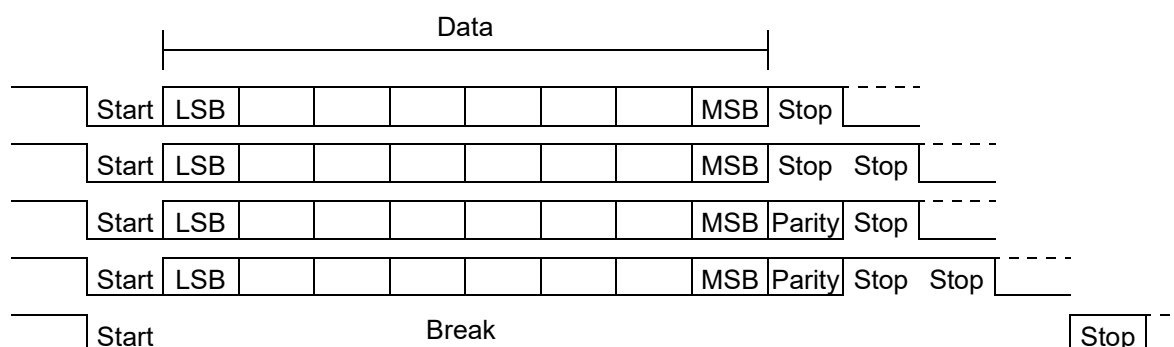 Data
Start LSB MSB Stop
Start LSB MSB Stop Stop
Start LSB MSB Parity Stop
Start LSB MSB Parity Stop Stop
Start Break Stop